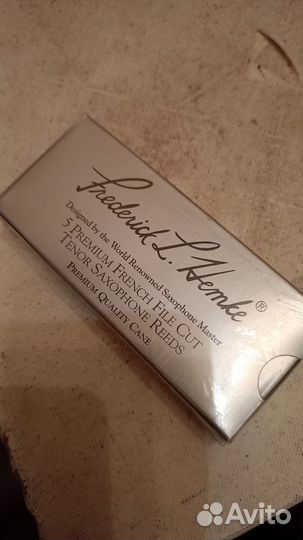 Frederick L. Hemke®
Designed by the World Renowned Saxophone Master
5 Premium French File Cut
Tenor Saxophone Reeds
Premium Quality Cane
Avito